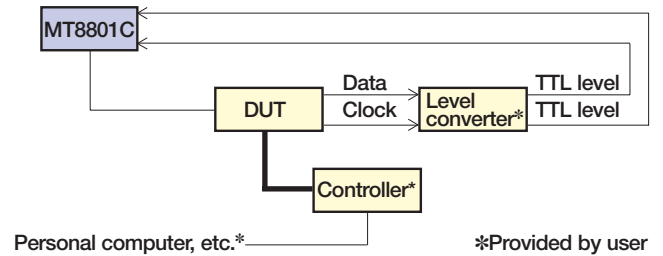 MT8801C
Data
TTL level
DUT
Clock
Level
converter*
TTL level
Controller*
Personal computer, etc.*
*Provided by user